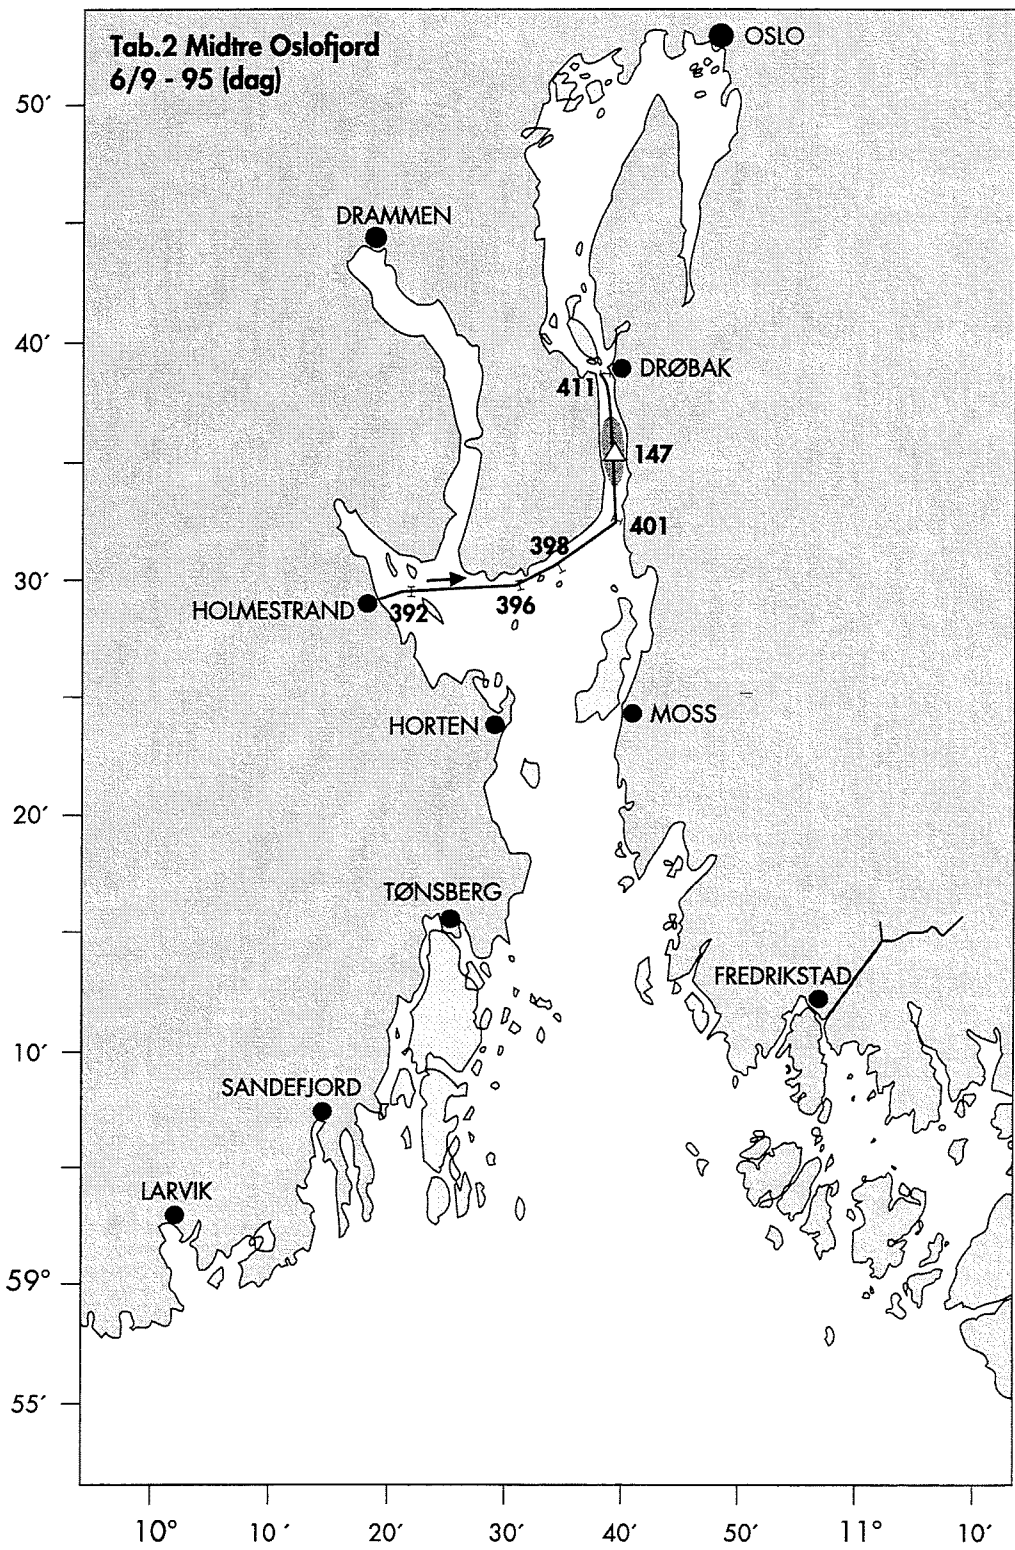 Tab.2 Midtre Oslofjord
6/9 - 95 (dag)
OSLO
50′
DRAMMEN
40′
DRØBAK
411
147
401
398
30′
HOLMESTRAND
392
396
HORTEN
MOSS
20′
TØNSBERG
FREDRIKSTAD
10′
SANDEFJORD
LARVIK
59°
55′
10° 10′ 20′ 30′ 40′ 50′ 11° 10′